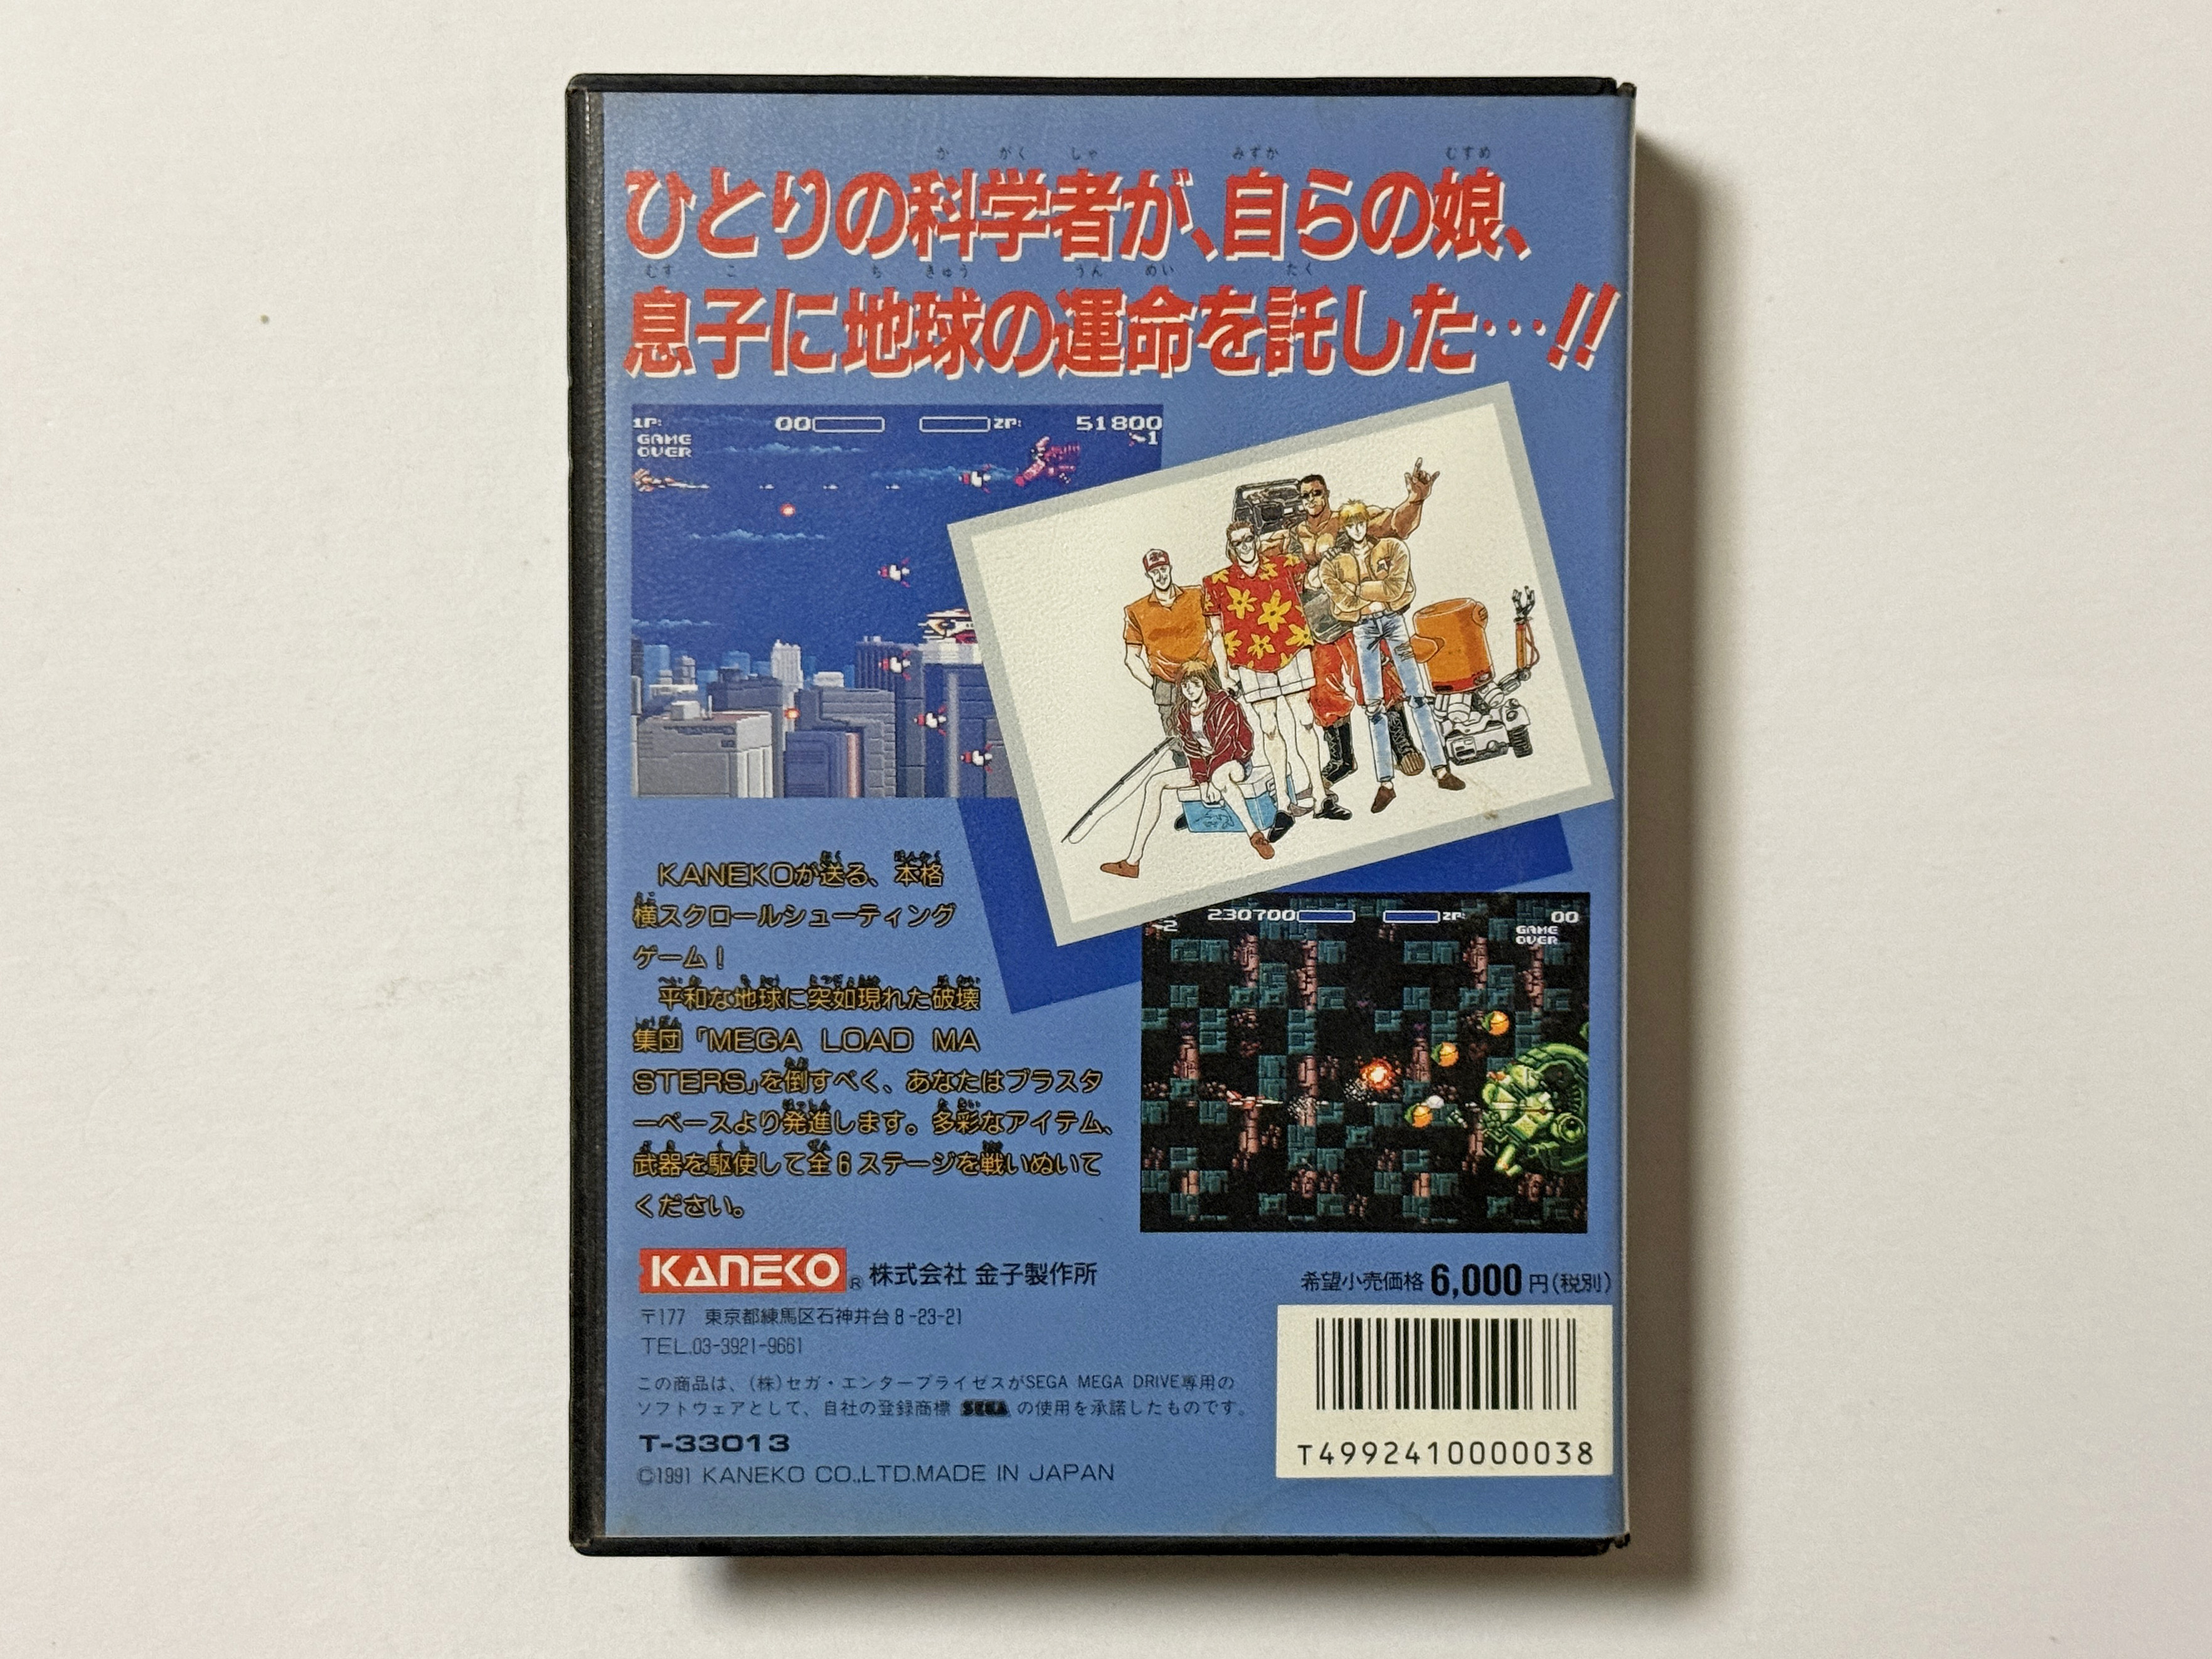 ひとりの科学者が、自らの娘、
息子に地球の運命を託した…!!
1P: 00 2P: 51800
GAME 1
OVER
KANEKOが送る、本格
横スクロールシューティング
ゲーム！
平和な地球に突如現れた破壊
集団「MEGA LOAD MA
STERS」を倒すべく、あなたはブラスタ
ーベースより発進します。多彩なアイテム、
武器を駆使して全6ステージを戦いぬいて
ください。
230700 2P: 00
2 GAME
OVER
KANEKO® 株式会社 金子製作所
〒177 東京都練馬区石神井台8-23-21
TEL.03-3921-9661
希望小売価格6,000円(税別)
この商品は、(株)セガ・エンタープライゼスがSEGA MEGA DRIVE専用の
ソフトウェアとして、自社の登録商標 SEGA の使用を承諾したものです。
T-33013
©1991 KANEKO CO.,LTD.MADE IN JAPAN
T4992410000038